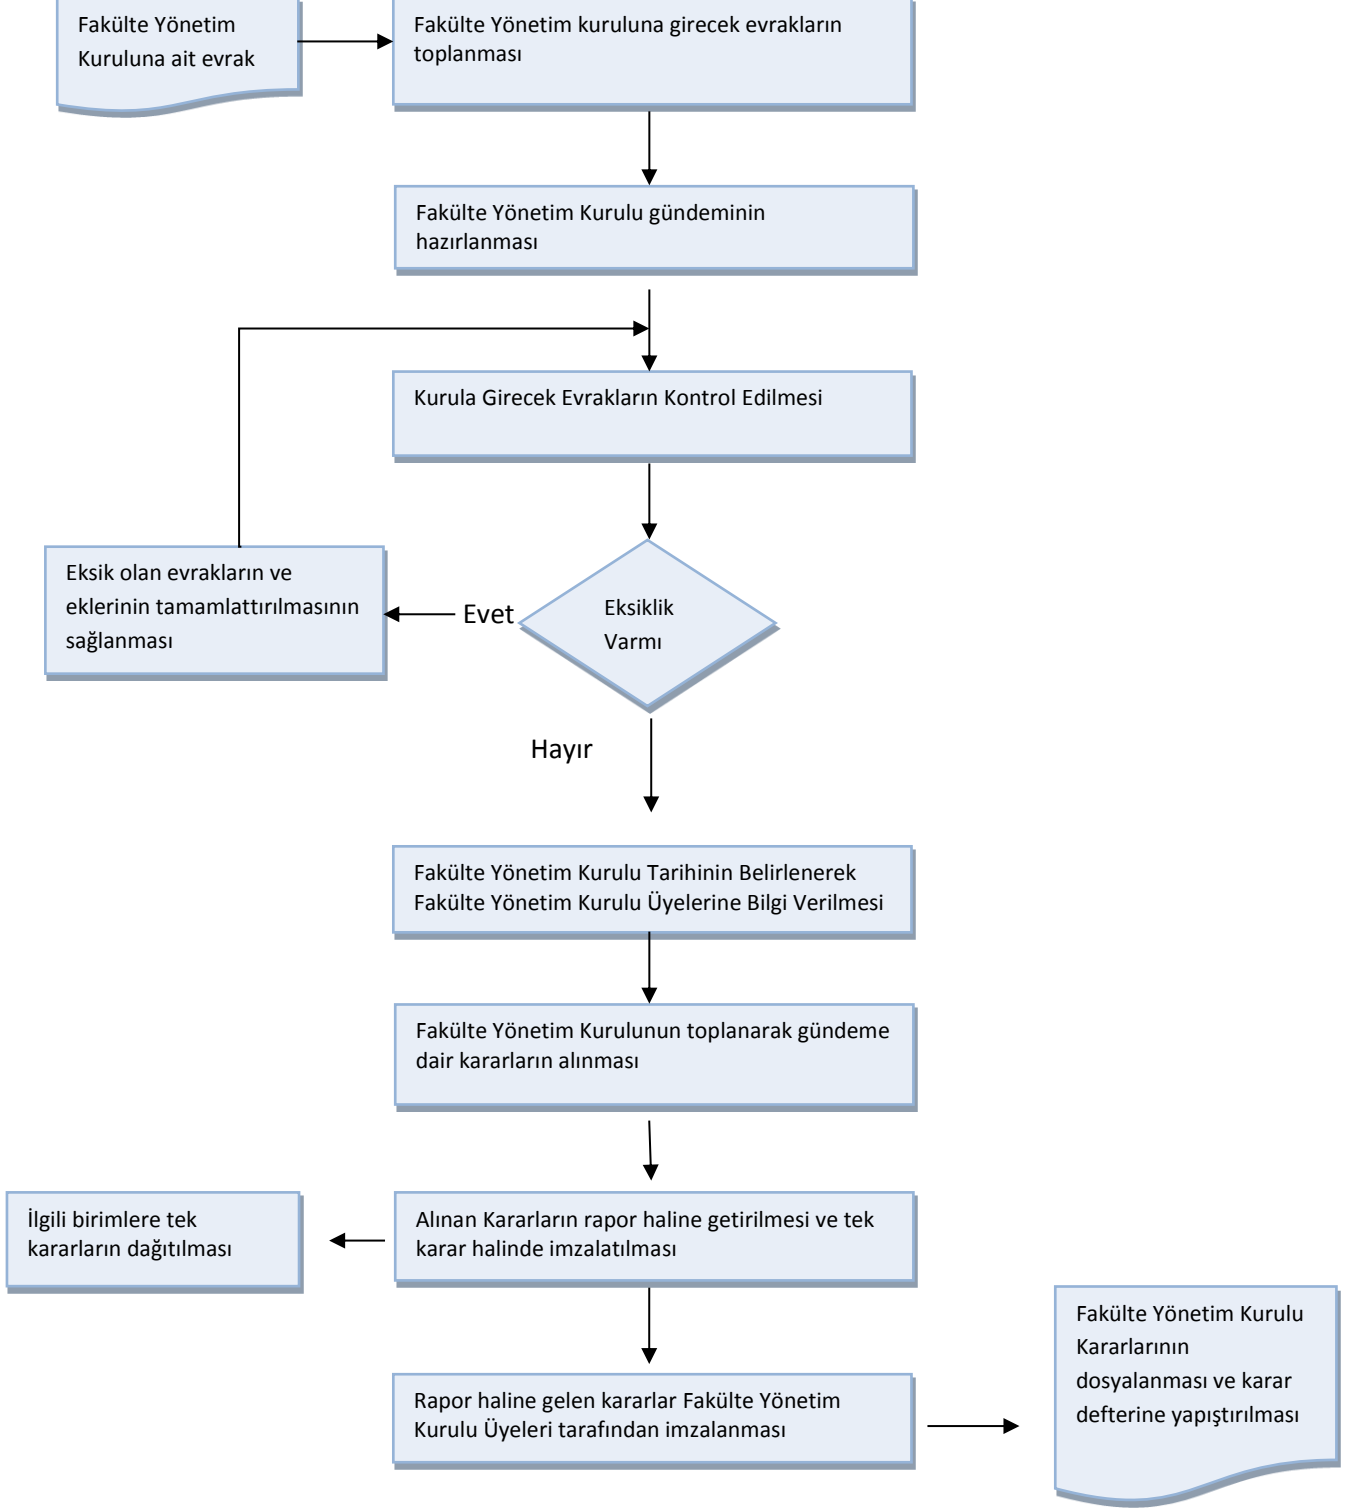 Fakülte Yönetim
Kuruluna ait evrak
Fakülte Yönetim kuruluna girecek evrakların
toplanması
Fakülte Yönetim Kurulu gündeminin
hazırlanması
Kurula Girecek Evrakların Kontrol Edilmesi
Eksik olan evrakların ve
eklerinin tamamlattırılmasının
sağlanması
Evet
Eksiklik
Varmı
Hayır
Fakülte Yönetim Kurulu Tarihinin Belirlenerek
Fakülte Yönetim Kurulu Üyelerine Bilgi Verilmesi
Fakülte Yönetim Kurulunun toplanarak gündeme
dair kararların alınması
İlgili birimlere tek
kararların dağıtılması
Alınan Kararların rapor haline getirilmesi ve tek
karar halinde imzalatılması
Rapor haline gelen kararlar Fakülte Yönetim
Kurulu Üyeleri tarafından imzalanması
Fakülte Yönetim Kurulu
Kararlarının
dosyalanması ve karar
defterine yapıştırılması